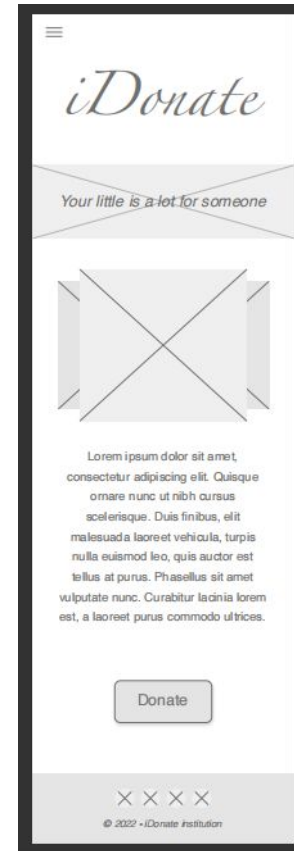 iDonate
Your little is a lot for someone
Lorem ipsum dolor sit amet,
consectetur adipiscing elit. Quisque
ornare nunc ut nibh cursus
scelerisque. Duis finibus, elit
malesuada laoreet vehicula, turpis
nulla euismod leo, quis auctor est
tellus at purus. Phasellus sit amet
vulputate nunc. Curabitur lacinia lorem
est, a laoreet purus commodo ultrices.
Donate
© 2022 - iDonate institution